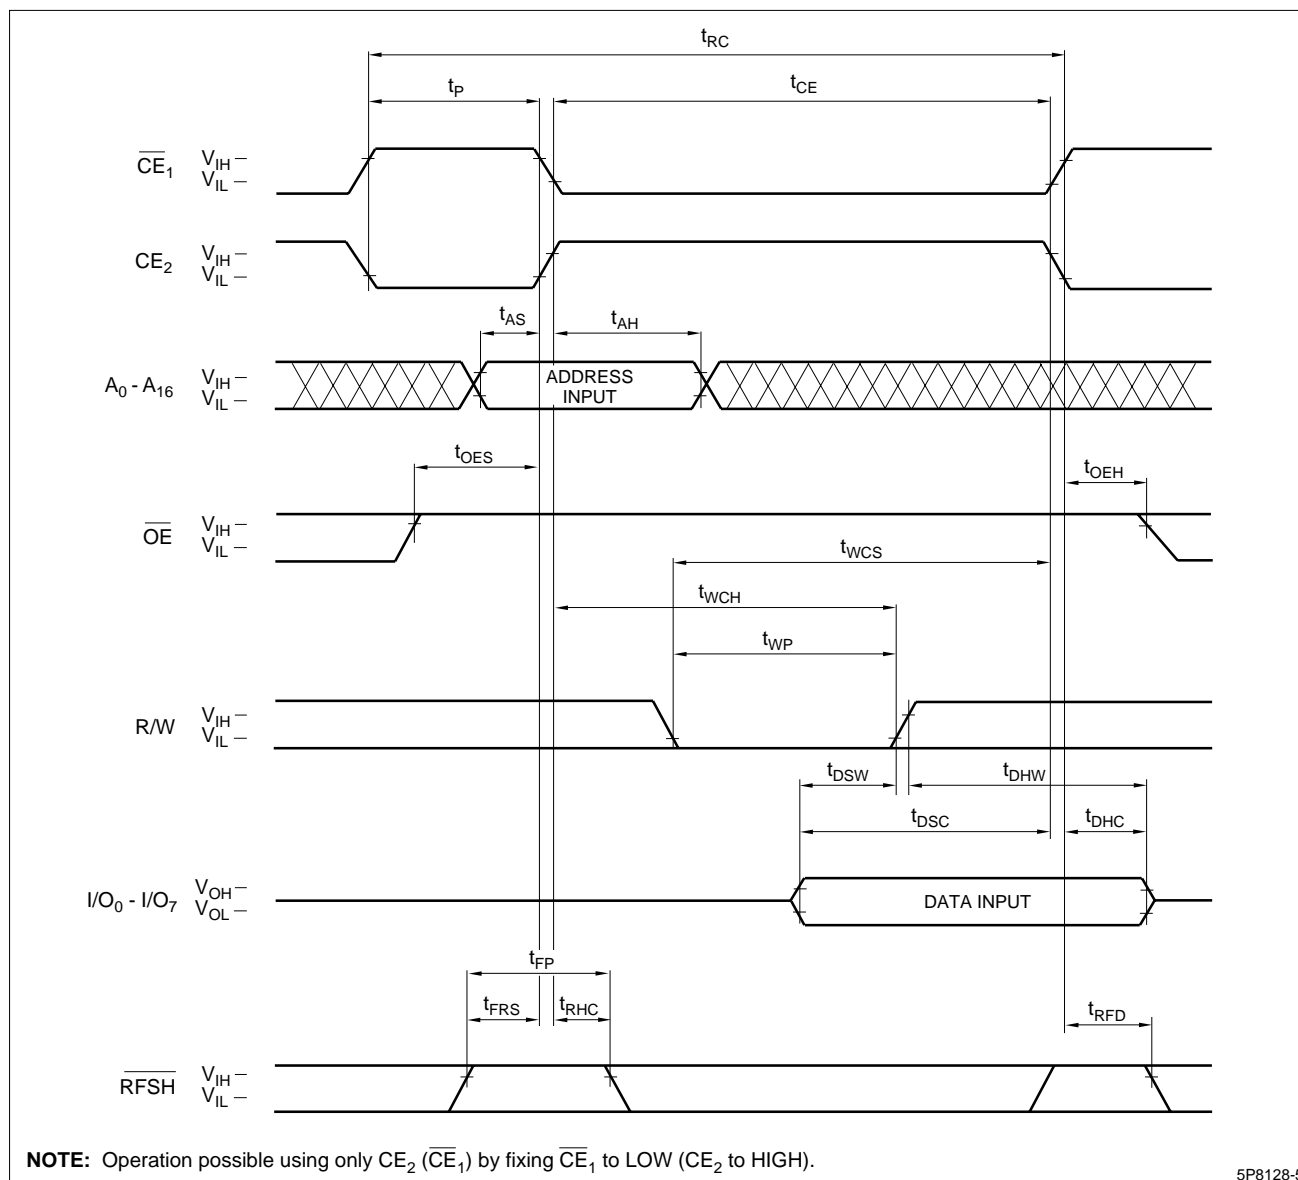 tRC
tP
tCE
CE1 VIH
VIL
CE2 VIH
VIL
tAS
tAH
A0 - A16 VIH
VIL
ADDRESS
INPUT
tOES
tOEH
OE VIH
VIL
tWCS
tWCH
tWP
R/W VIH
VIL
tDSW
tDHW
tDSC
tDHC
I/O0 - I/O7 VOH
VOL
DATA INPUT
tFP
tFRS
tRHC
tRFD
RFSH VIH
VIL
NOTE: Operation possible using only CE2 (CE1) by fixing CE1 to LOW (CE2 to HIGH).
5P8128-5